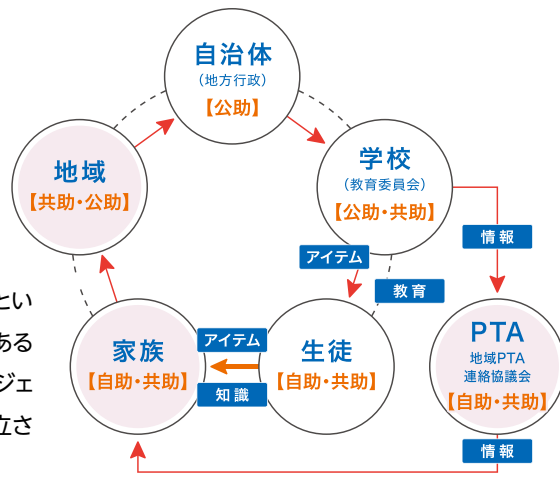 自治体
（地方行政）
【公助】
地域
【共助・公助】
学校
（教育委員会）
【公助・共助】
情報
アイテム
教育
PTA
地域PTA
連絡協議会
【自助・共助】
家族
【自助・共助】
アイテム
知識
生徒
【自助・共助】
情報
とい
ある
ジェ
立さ